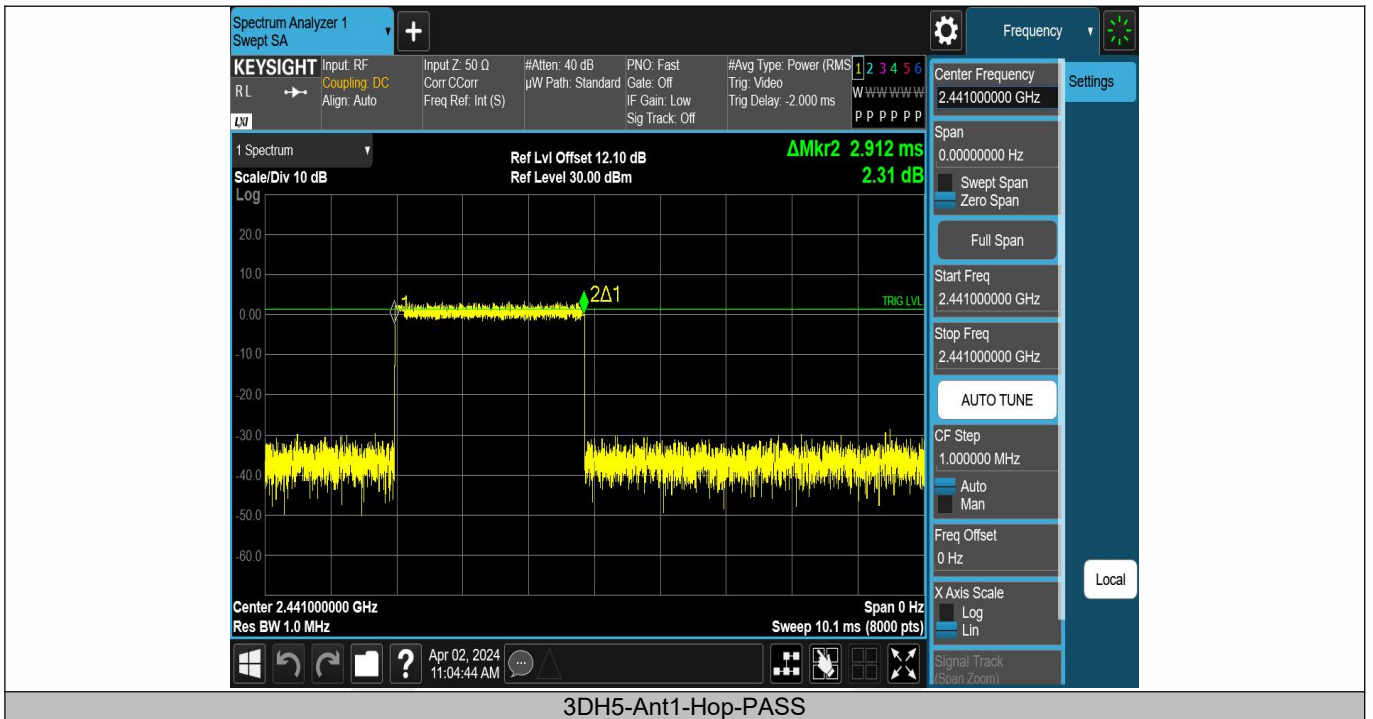 Spectrum Analyzer 1
Swept SA
+
Frequency
KEYSIGHT
RL
LXI
Input: RF
Coupling: DC
Align: Auto
Input Z: 50 Ω
Corr CCorr
Freq Ref: Int (S)
#Atten: 40 dB
µW Path: Standard
PNO: Fast
Gate: Off
IF Gain: Low
Sig Track: Off
#Avg Type: Power (RMS
Trig: Video
Trig Delay: -2.000 ms
1 2 3 4 5 6
W W W W W W
P P P P P P
1 Spectrum
Scale/Div 10 dB
Ref Lvl Offset 12.10 dB
Ref Level 30.00 dBm
ΔMkr2 2.912 ms
2.31 dB
Log
20.0
10.0
0.00
-10.0
-20.0
-30.0
-40.0
-50.0
-60.0
1
2Δ1
TRIG LVL
Center 2.441000000 GHz
Res BW 1.0 MHz
Span 0 Hz
Sweep 10.1 ms (8000 pts)
Center Frequency
2.441000000 GHz
Settings
Span
0.00000000 Hz
Swept Span
Zero Span
Full Span
Start Freq
2.441000000 GHz
Stop Freq
2.441000000 GHz
AUTO TUNE
CF Step
1.000000 MHz
Auto
Man
Freq Offset
0 Hz
X Axis Scale
Log
Lin
Signal Track
(Span Zoom)
Local
?
Apr 02, 2024
11:04:44 AM
3DH5-Ant1-Hop-PASS